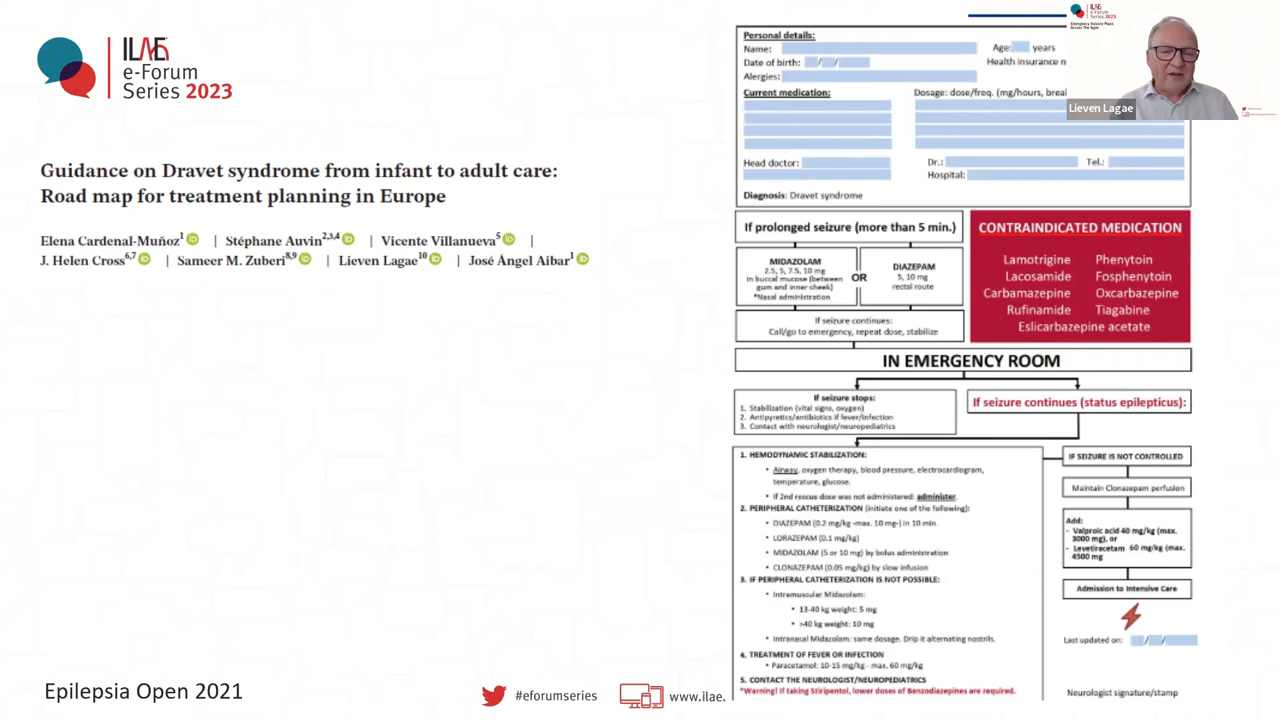 ILAE
e-Forum
Series 2023
Guidance on Dravet syndrome from infant to adult care:
Road map for treatment planning in Europe
Elena Cardenal-Muñoz1 | Stéphane Auvin2,3,4 | Vicente Villanueva5 |
J. Helen Cross6,7 | Sameer M. Zuberi8,9 | Lieven Lagae10 | José Ángel Aibar1
Epilepsia Open 2021
#eforumseries
www.ilae.
ILAE
e-Forum
Series 2023
Emergency Seizure Plans
Across The Ages
Lieven Lagae
Personal details:
Name: Age: years
Date of birth: / / Health insurance n
Alergies:
Current medication: Dosage: dose/freq. (mg/hours, brea
Head doctor: Dr.: Tel.:
Hospital:
Diagnosis: Dravet syndrome
If prolonged seizure (more than 5 min.)
MIDAZOLAM
2.5, 5, 7.5, 10 mg
in buccal mucose (between
gum and inner cheek)
*Nasal administration
OR
DIAZEPAM
5, 10 mg
rectal route
If seizure continues:
Call/go to emergency, repeat dose, stabilize
CONTRAINDICATED MEDICATION
Lamotrigine Phenytoin
Lacosamide Fosphenytoin
Carbamazepine Oxcarbazepine
Rufinamide Tiagabine
Eslicarbazepine acetate
IN EMERGENCY ROOM
If seizure stops:
1. Stabilization (vital signs, oxygen)
2. Antipyretics/antibiotics if fever/infection
3. Contact with neurologist/neuropediatrics
If seizure continues (status epilepticus):
1. HEMODYNAMIC STABILIZATION:
• Airway, oxygen therapy, blood pressure, electrocardiogram,
temperature, glucose.
• If 2nd rescue dose was not administered: administer.
2. PERIPHERAL CATHETERIZATION (initiate one of the following):
• DIAZEPAM (0.2 mg/kg -max. 10 mg-) in 10 min.
• LORAZEPAM (0.1 mg/kg)
• MIDAZOLAM (5 or 10 mg) by bolus administration
• CLONAZEPAM (0.05 mg/kg) by slow infusion
3. IF PERIPHERAL CATHETERIZATION IS NOT POSSIBLE:
• Intramuscular Midazolam:
• 13-40 kg weight: 5 mg
• >40 kg weight: 10 mg
• Intranasal Midazolam: same dosage. Drip it alternating nostrils.
4. TREATMENT OF FEVER OR INFECTION
• Paracetamol: 10-15 mg/kg - max. 60 mg/kg
5. CONTACT THE NEUROLOGIST/NEUROPEDIATRICS
*Warning! If taking Stiripentol, lower doses of Benzodiazepines are required.
IF SEIZURE IS NOT CONTROLLED
Maintain Clonazepam perfusion
Add:
- Valproic acid 40 mg/kg (max.
3000 mg), or
- Levetiracetam 60 mg/kg (max.
4500 mg
Admission to Intensive Care
Last updated on: / /
Neurologist signature/stamp